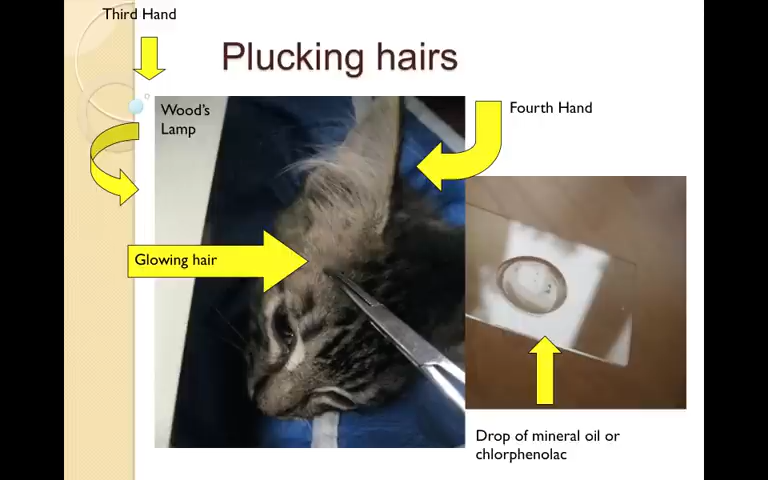 Third Hand
Plucking hairs
Wood's
Lamp
Fourth Hand
Glowing hair
Drop of mineral oil or
chlorphenolac